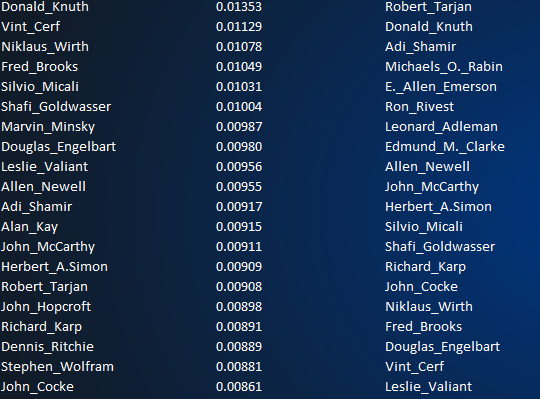 Donald_Knuth 0.01353 Robert_Tarjan
Vint_Cerf 0.01129 Donald_Knuth
Niklaus_Wirth 0.01078 Adi_Shamir
Fred_Brooks 0.01049 Michaels_O._Rabin
Silvio_Micali 0.01031 E._Allen_Emerson
Shafi_Goldwasser 0.01004 Ron_Rivest
Marvin_Minsky 0.00987 Leonard_Adleman
Douglas_Engelbart 0.00980 Edmund_M._Clarke
Leslie_Valiant 0.00956 Allen_Newell
Allen_Newell 0.00955 John_McCarthy
Adi_Shamir 0.00917 Herbert_A.Simon
Alan_Kay 0.00915 Silvio_Micali
John_McCarthy 0.00911 Shafi_Goldwasser
Herbert_A.Simon 0.00909 Richard_Karp
Robert_Tarjan 0.00908 John_Cocke
John_Hopcroft 0.00898 Niklaus_Wirth
Richard_Karp 0.00891 Fred_Brooks
Dennis_Ritchie 0.00889 Douglas_Engelbart
Stephen_Wolfram 0.00881 Vint_Cerf
John_Cocke 0.00861 Leslie_Valiant